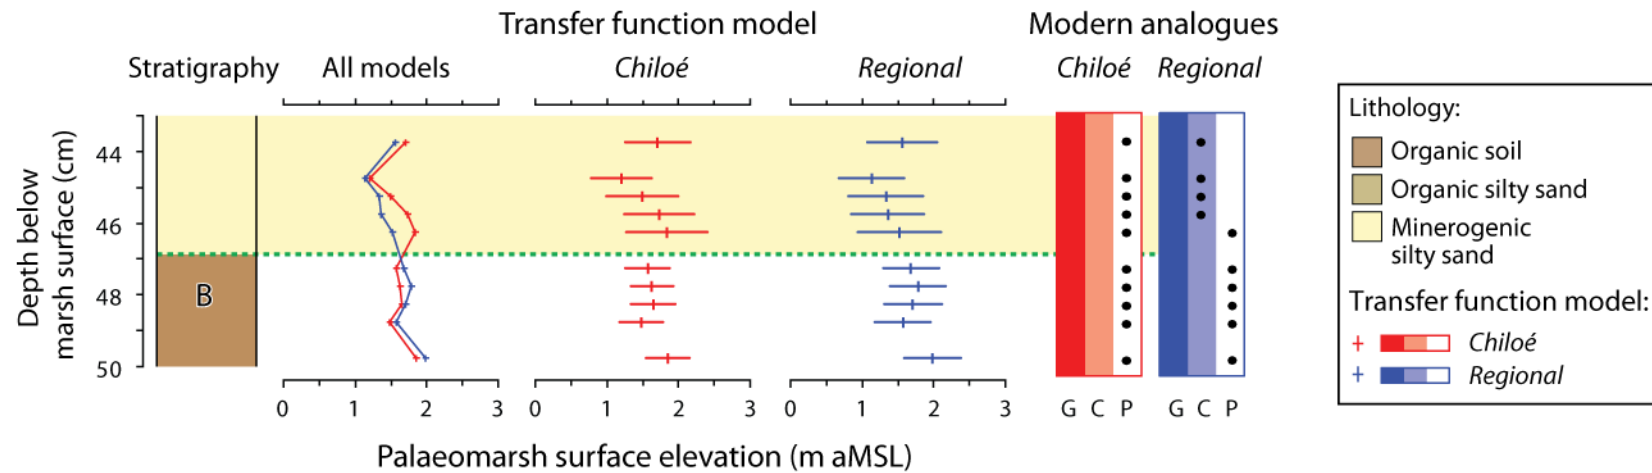 Transfer function model
Modern analogues
Stratigraphy
All models
Chiloé
Regional
Chiloé
Regional
Depth below
marsh surface (cm)
44
46
48
50
B
0 1 2 3
0 1 2 3
0 1 2 3
G C P
G C P
Palaeomarsh surface elevation (m aMSL)
Lithology:
Organic soil
Organic silty sand
Minerogenic
silty sand
Transfer function model:
Chiloé
Regional